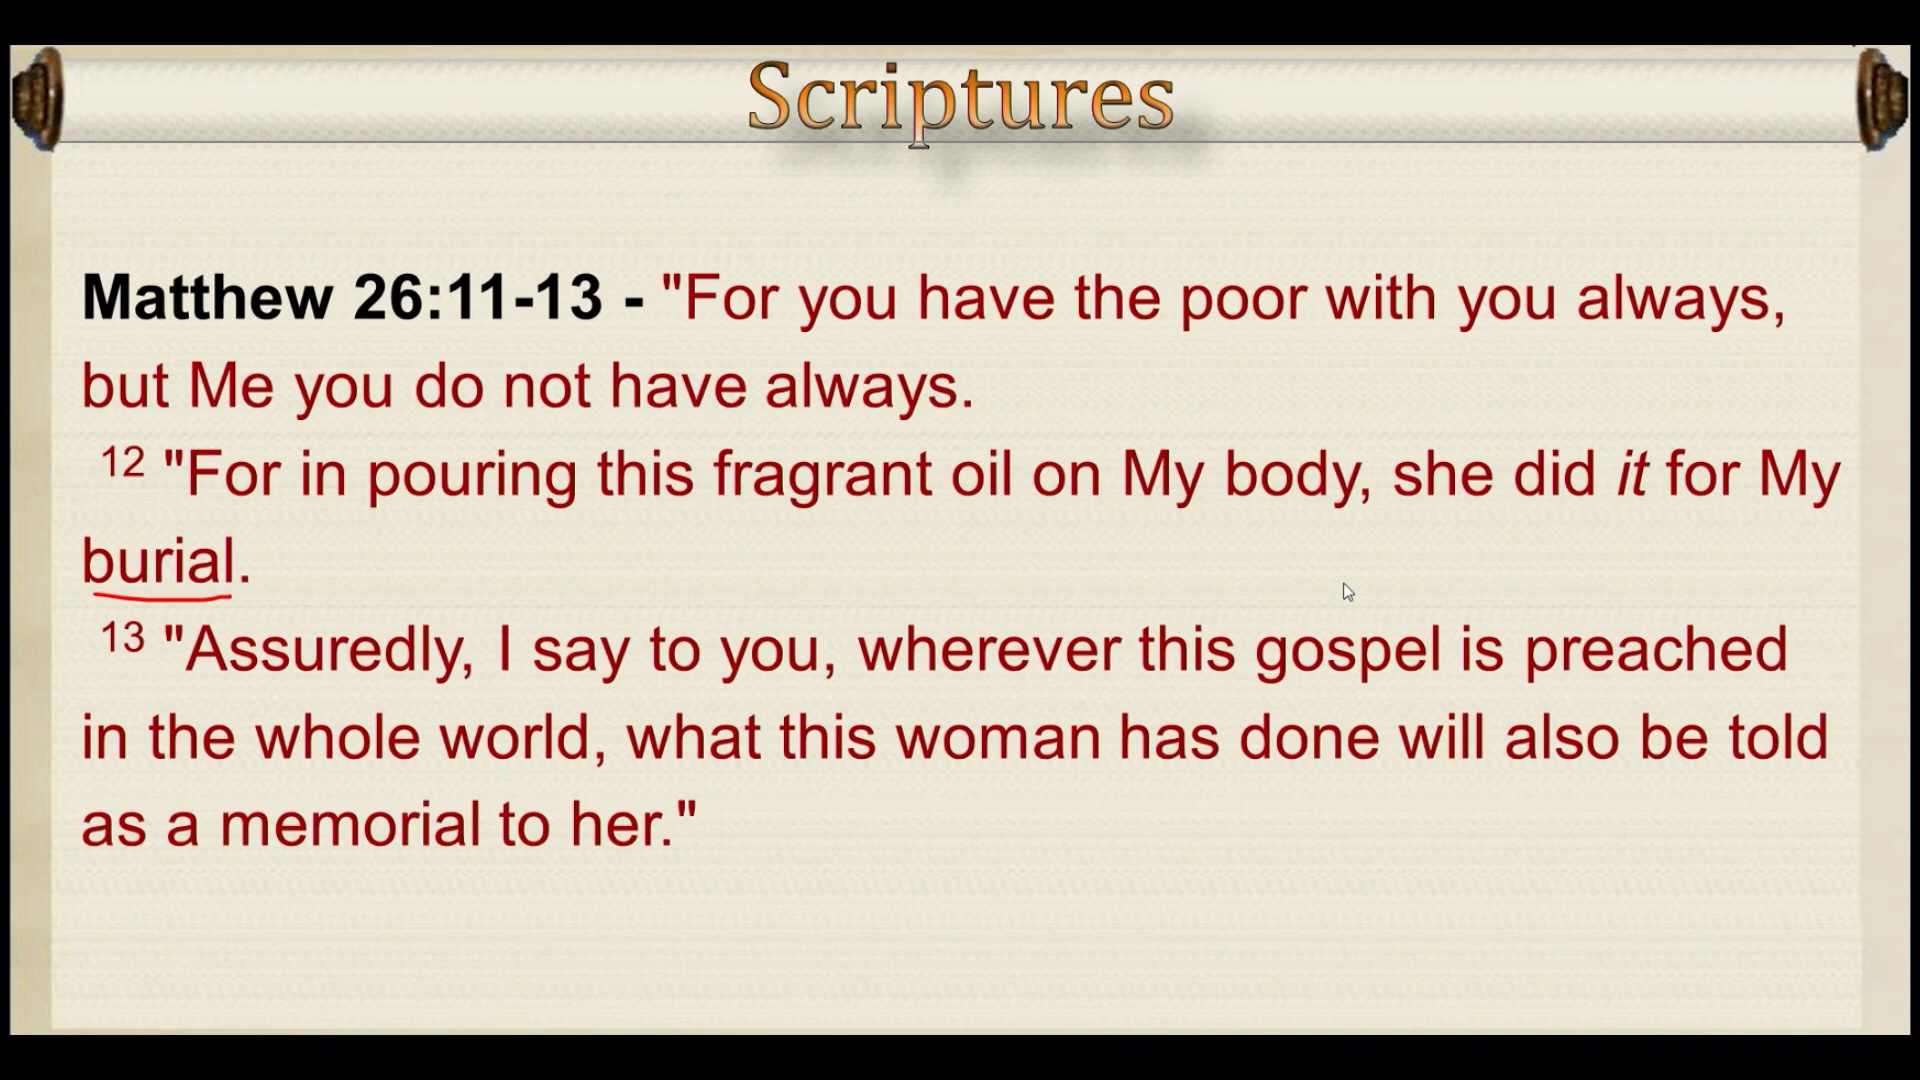 Scriptures
Matthew 26:11-13 - "For you have the poor with you always,
but Me you do not have always.
12 "For in pouring this fragrant oil on My body, she did it for My
burial.
13 "Assuredly, I say to you, wherever this gospel is preached
in the whole world, what this woman has done will also be told
as a memorial to her."